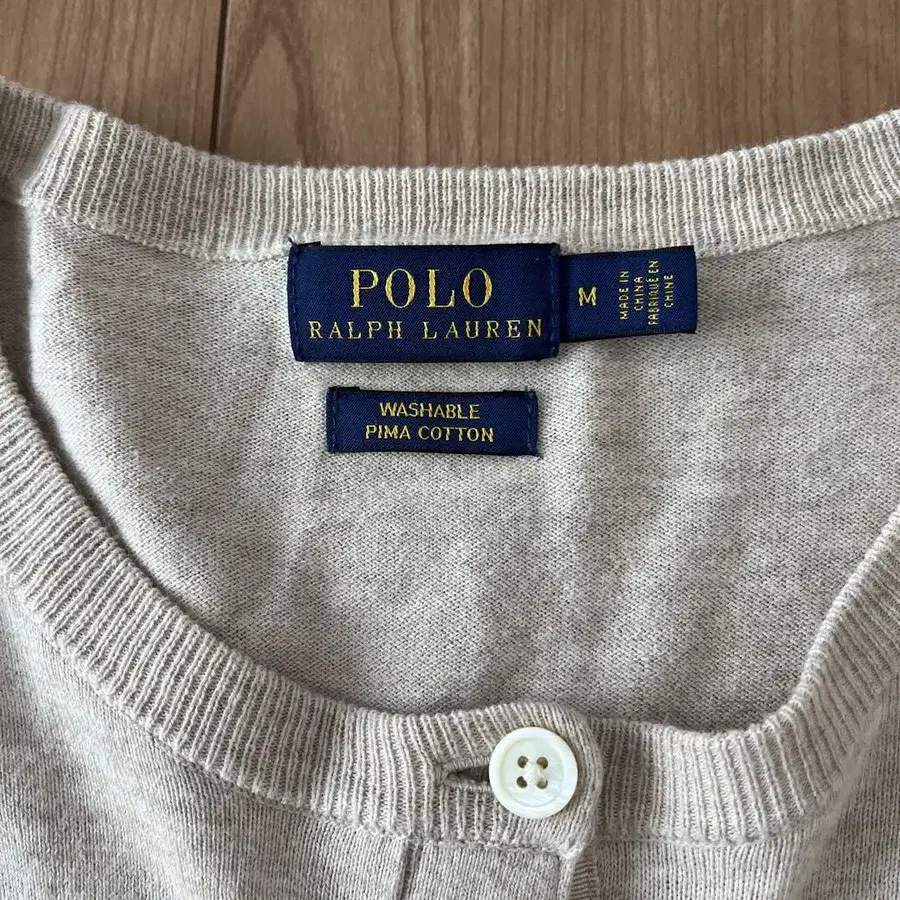 POLO
RALPH LAUREN
M
MADE IN
CHINA
FABRIQUÉ EN
CHINE
WASHABLE
PIMA COTTON